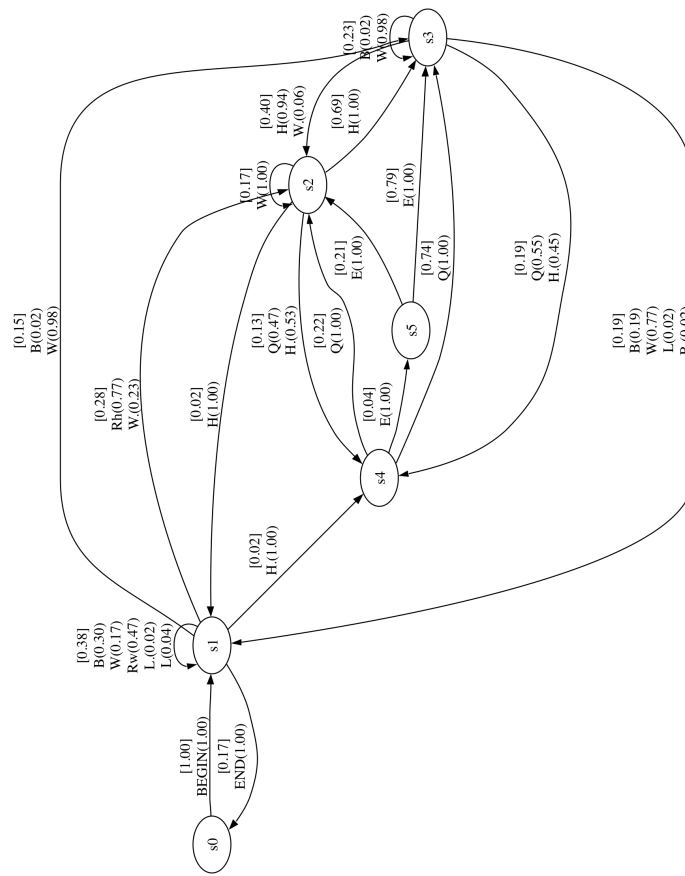 [0.15]
B(0.02)
W(0.98)
[0.23]
B(0.02)
W(0.98)
s3
[0.40]
H(0.94)
W.(0.06)
[0.69]
H(1.00)
[0.17]
W(1.00)
s2
[0.79]
E(1.00)
[0.28]
Rh(0.77)
W.(0.23)
[0.02]
H(1.00)
[0.13]
Q(0.47)
H.(0.53)
[0.22]
Q(1.00)
[0.21]
E(1.00)
[0.74]
Q(1.00)
[0.19]
Q(0.55)
H.(0.45)
s5
[0.04]
E(1.00)
s4
[0.19]
B(0.19)
W(0.77)
L(0.02)
[0.02]
H.(1.00)
[0.38]
B(0.30)
W(0.17)
Rw(0.47)
L.(0.02)
L(0.04)
s1
[1.00]
BEGIN(1.00)
[0.17]
END(1.00)
s0